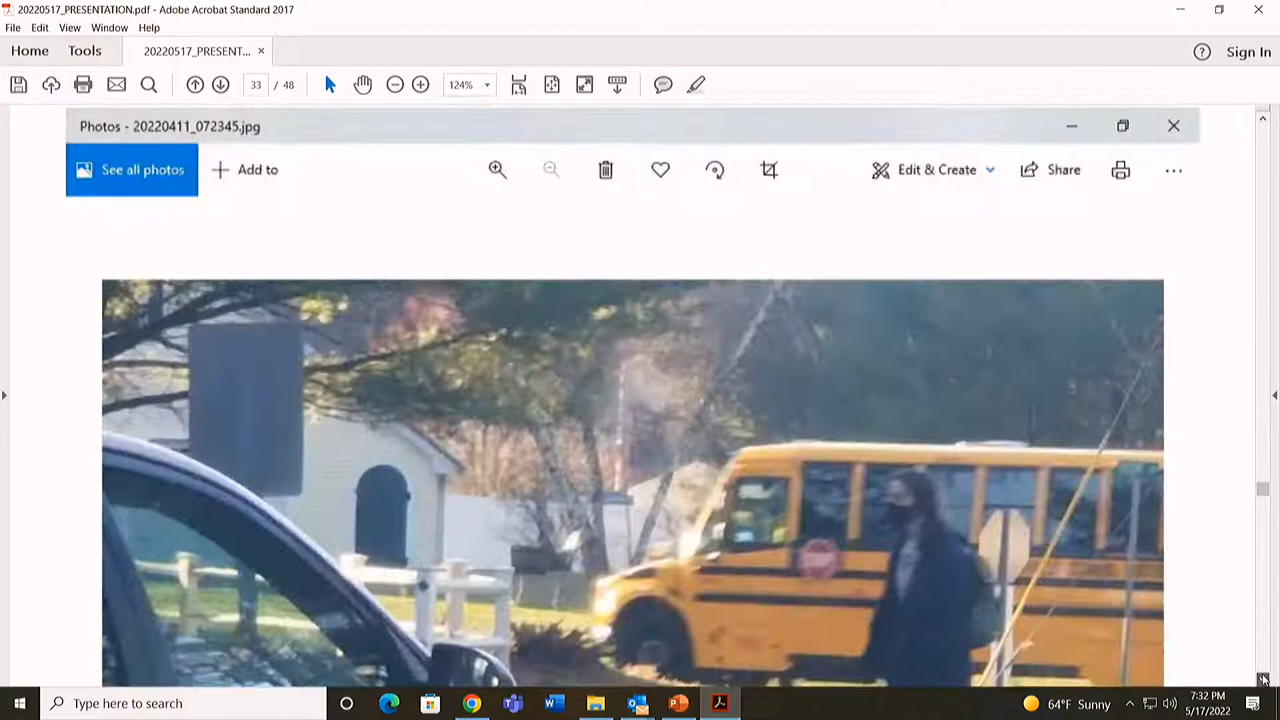 20220517_PRESENTATION.pdf - Adobe Acrobat Standard 2017
File Edit View Window Help
Home Tools 20220517_PRESENT... × Sign In
33 / 48 124%
Photos - 20220411_072345.jpg
See all photos Add to Edit & Create Share
Type here to search
64°F Sunny
7:32 PM
5/17/2022